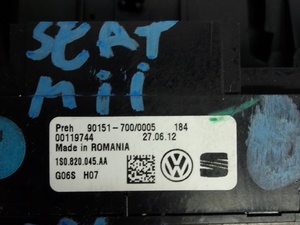 SEAT
Mii
Preh 90151-700/0005 184
00119744 27.06.12
Made in ROMANIA
1S0.820.045.AA
G06S H07